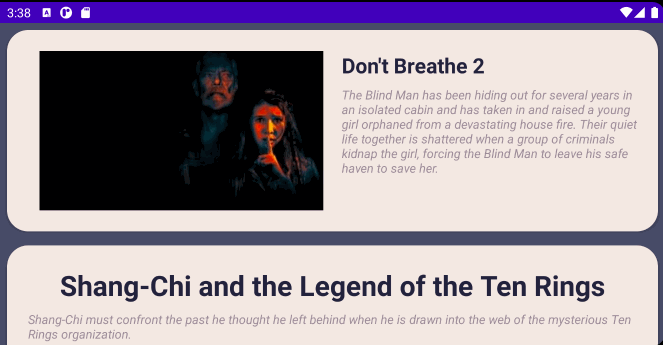 3:38
Don't Breathe 2
The Blind Man has been hiding out for several years in
an isolated cabin and has taken in and raised a young
girl orphaned from a devastating house fire. Their quiet
life together is shattered when a group of criminals
kidnap the girl, forcing the Blind Man to leave his safe
haven to save her.
Shang-Chi and the Legend of the Ten Rings
Shang-Chi must confront the past he thought he left behind when he is drawn into the web of the mysterious Ten
Rings organization.